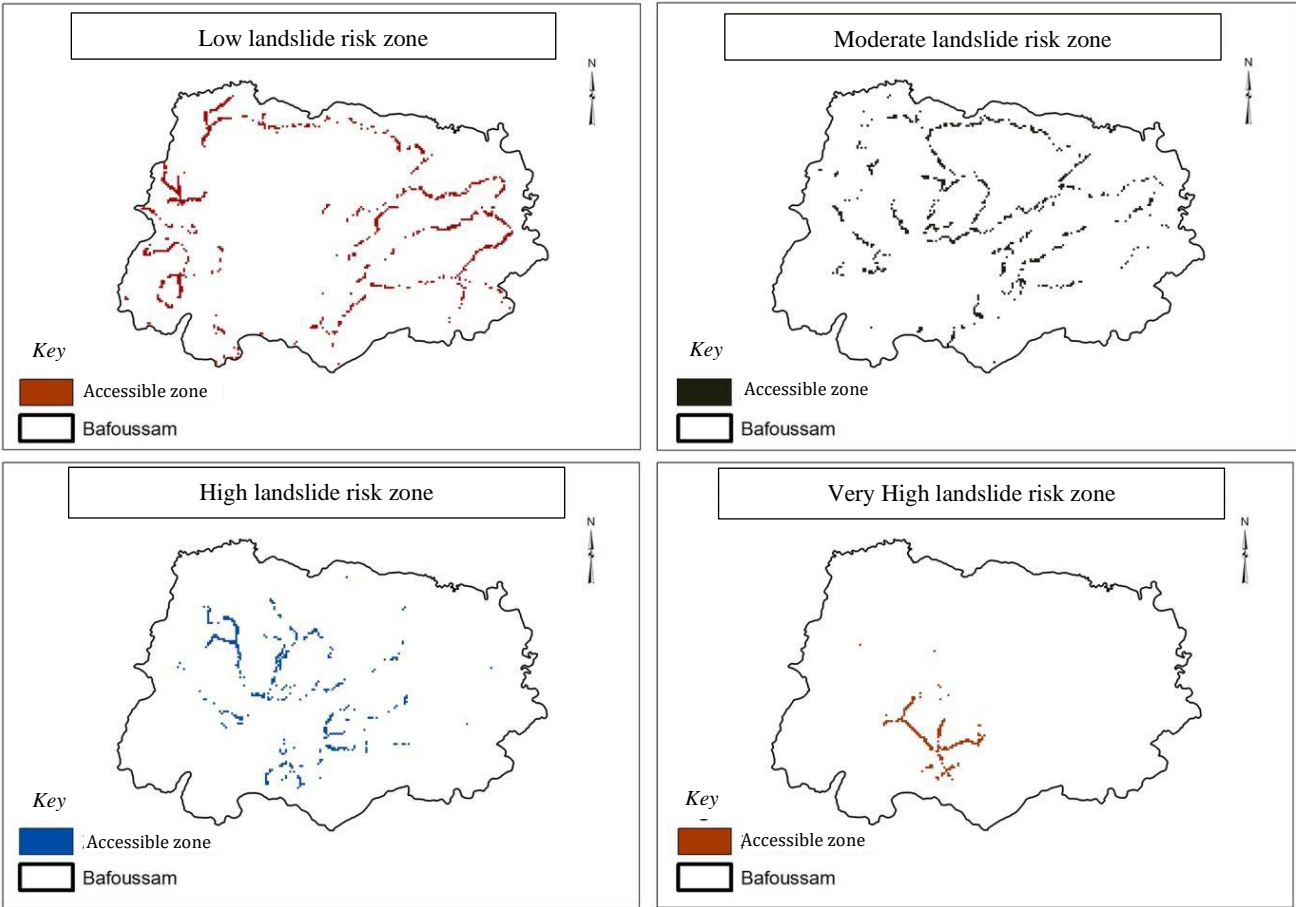 Low landslide risk zone
N
Key
Accessible zone
Bafoussam
Moderate landslide risk zone
N
Key
Accessible zone
Bafoussam
High landslide risk zone
N
Key
Accessible zone
Bafoussam
Very High landslide risk zone
N
Key
Accessible zone
Bafoussam